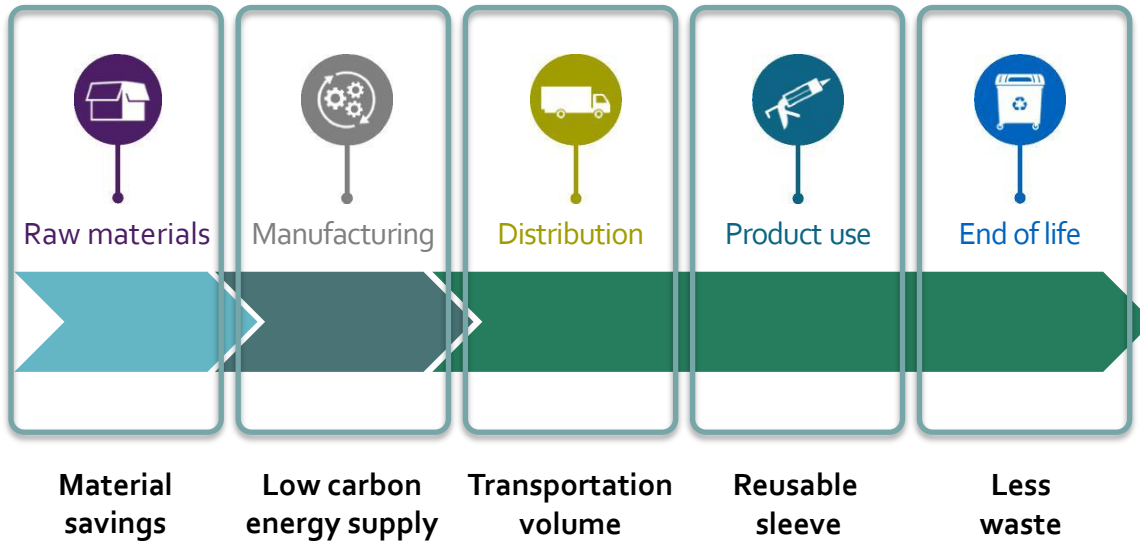 Raw materials
Manufacturing
Distribution
Product use
End of life
Material
savings
Low carbon
energy supply
Transportation
volume
Reusable
sleeve
Less
waste